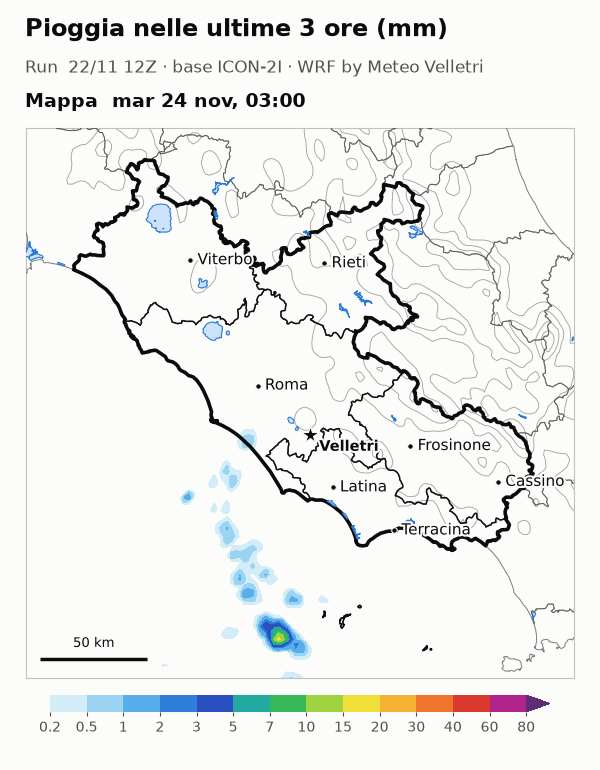 Pioggia nelle ultime 3 ore (mm)
Run  22/11 12Z · base ICON-2I · WRF by Meteo Velletri
Mappa  mar 24 nov, 03:00
Viterbo
Rieti
Roma
Velletri
Frosinone
Latina
Cassino
Terracina
50 km
0.2 0.5 1 2 3 5 7 10 15 20 30 40 60 80